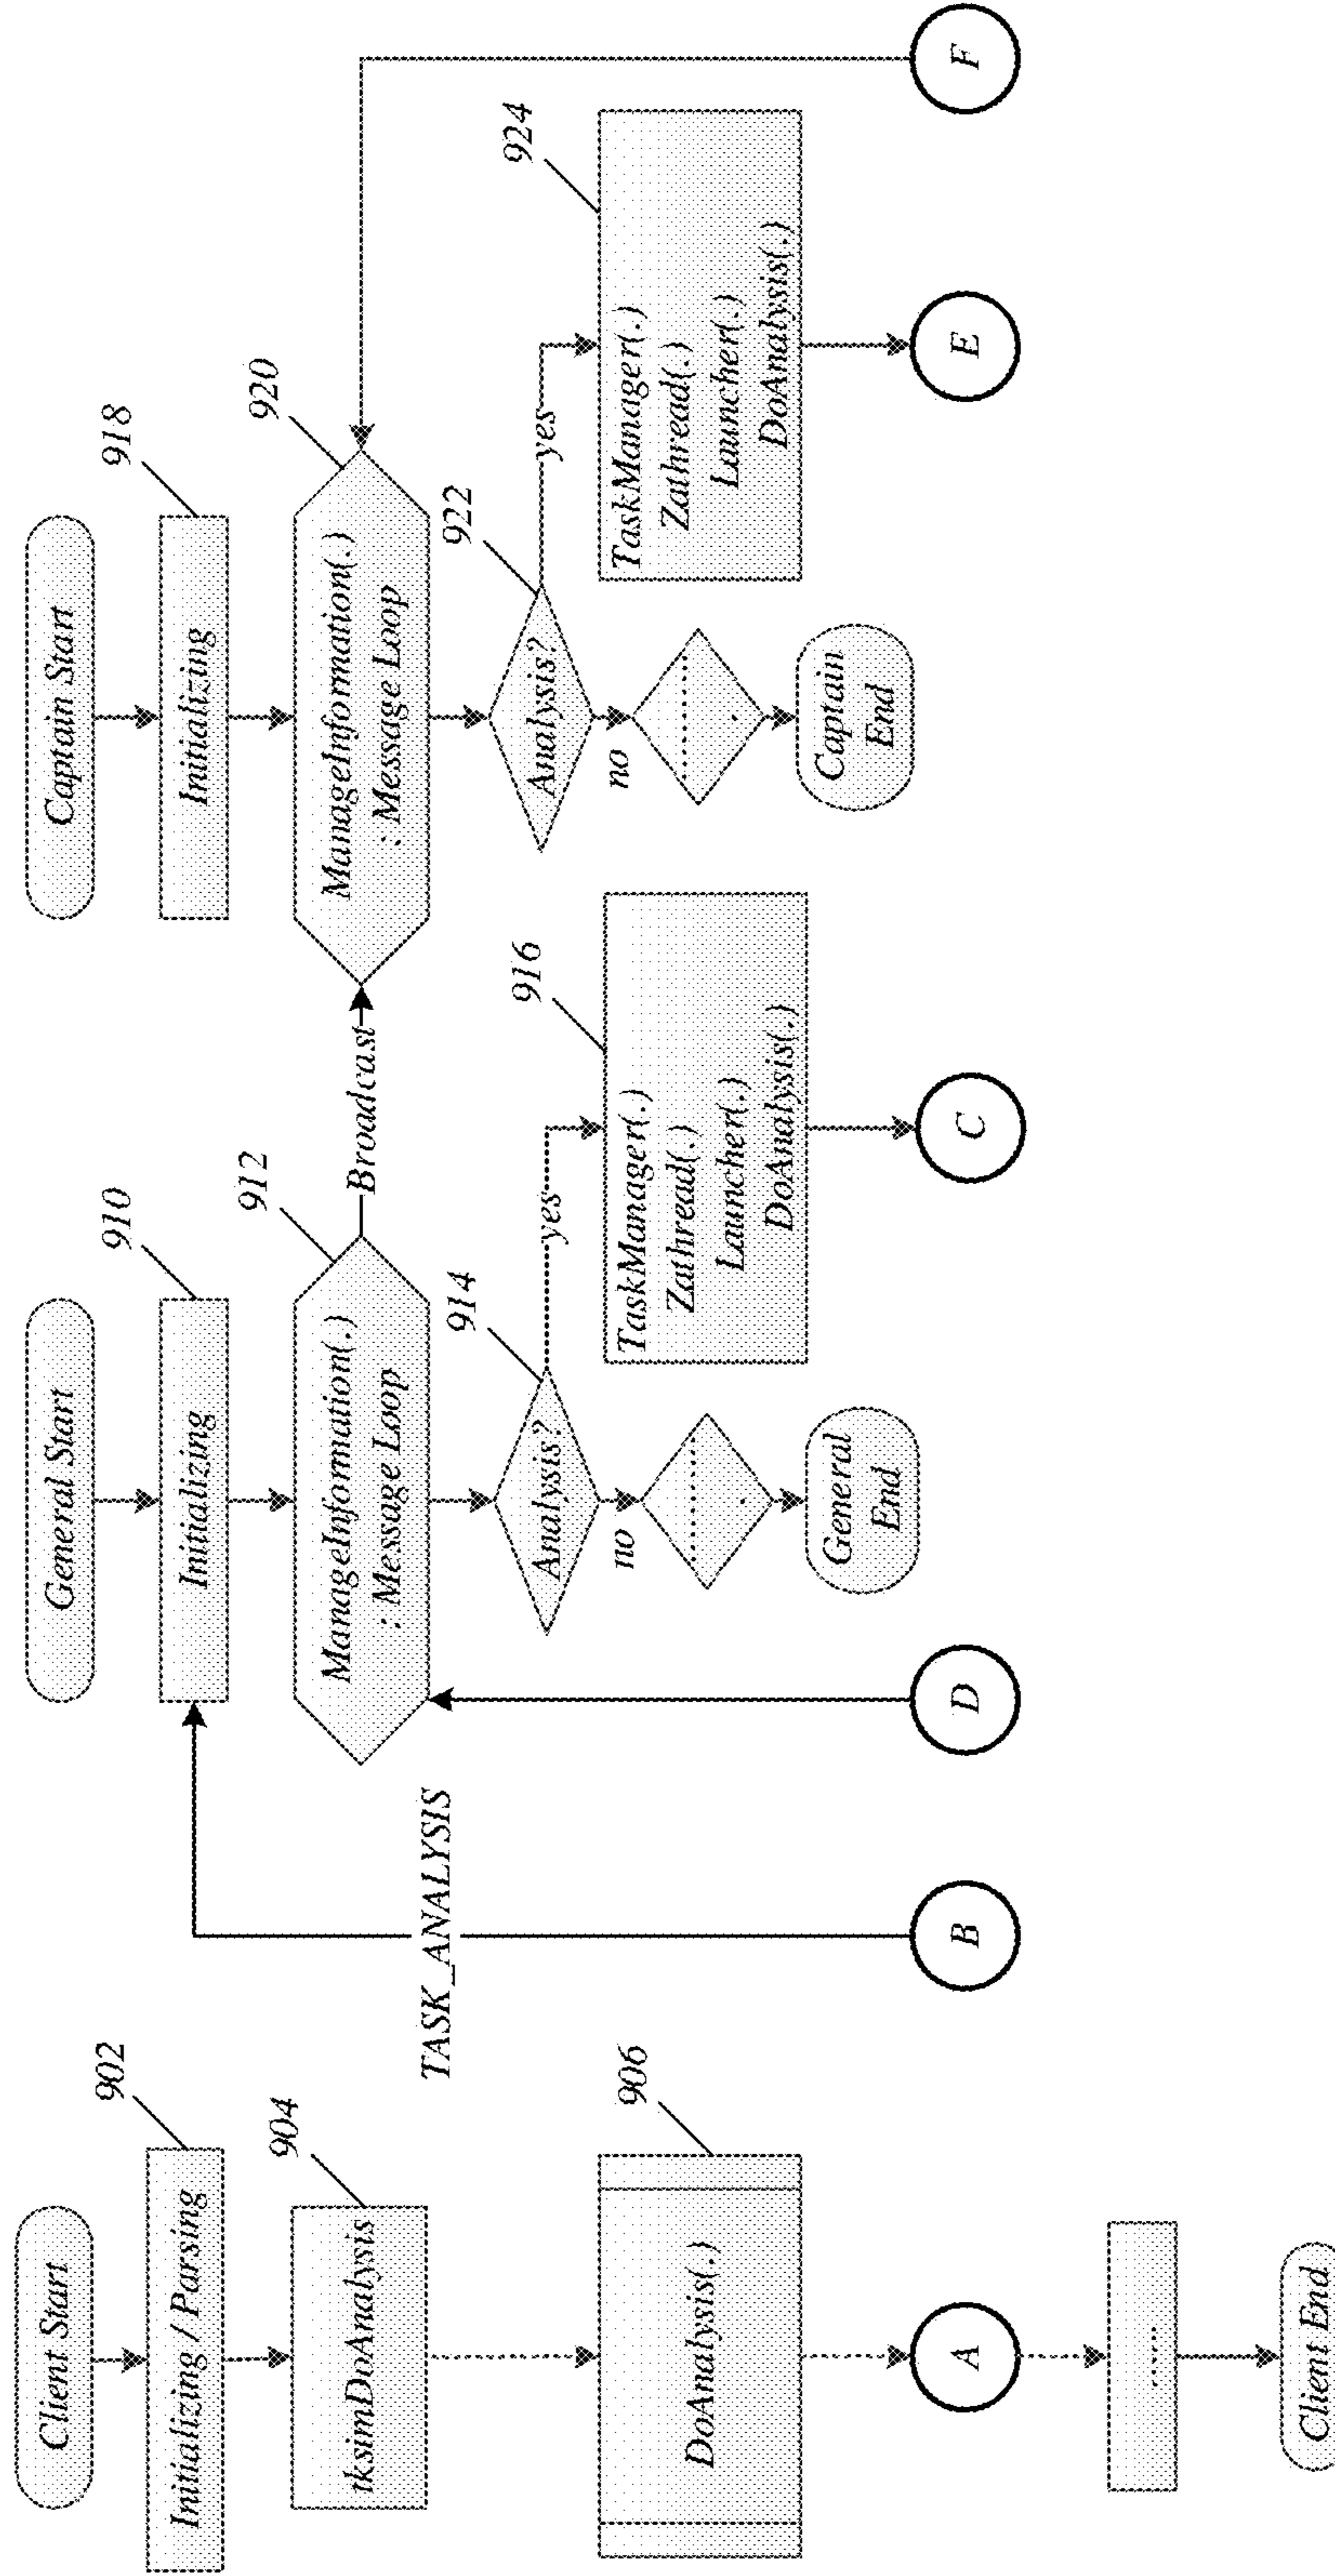 Client Start
902
Initializing / Parsing
904
tksimDoAnalysis
906
DoAnalysis(.)
A
.....
Client End
TASK_ANALYSIS
B
D
General Start
910
Initializing
912
ManageInformation(.)
: Message Loop
Broadcast
914
Analysis?
yes
no
........
.
General
End
916
TaskManager(.)
Zathread(.)
Launcher(.)
DoAnalysis(.)
C
Captain Start
918
Initializing
920
ManageInformation(.)
: Message Loop
922
Analysis?
yes
no
........
.
Captain
End
924
TaskManager(.)
Zathread(.)
Launcher(.)
DoAnalysis(.)
E
F